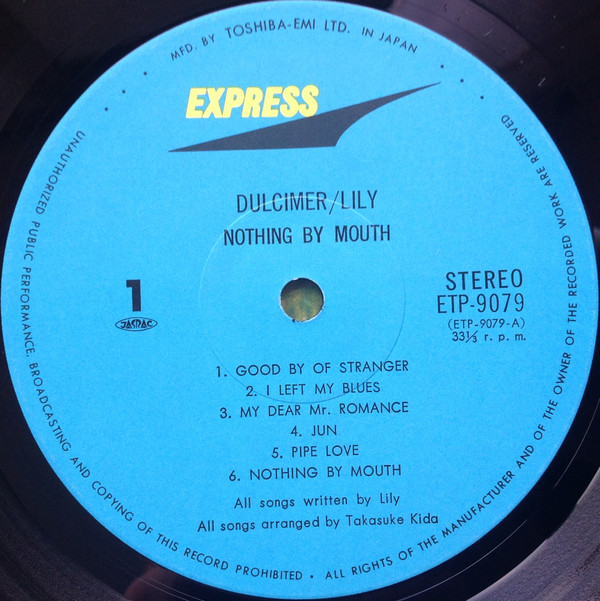 MFD. BY TOSHIBA-EMI LTD. IN JAPAN
EXPRESS
DULCIMER/LILY
NOTHING BY MOUTH
1
JASRAC
STEREO
ETP-9079
(ETP-9079-A)
33⅓ r. p. m.
1. GOOD BY OF STRANGER
2. I LEFT MY BLUES
3. MY DEAR Mr. ROMANCE
4. JUN
5. PIPE LOVE
6. NOTHING BY MOUTH
All songs written by Lily
All songs arranged by Takasuke Kida
UNAUTHORIZED PUBLIC PERFORMANCE, BROADCASTING AND COPYING OF THIS RECORD PROHIBITED • ALL RIGHTS OF THE MANUFACTURER AND OF THE OWNER OF THE RECORDED WORK ARE RESERVED